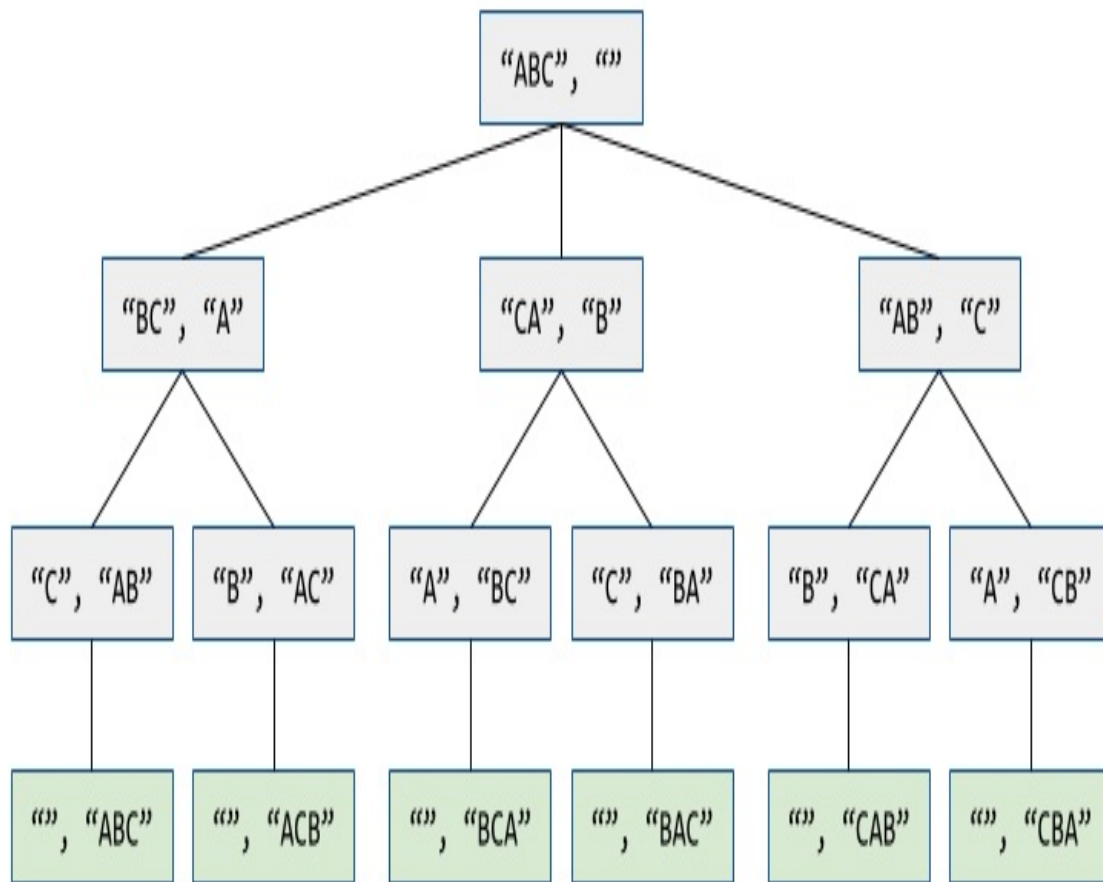 “ABC”, “”
“BC”, “A”
“CA”, “B”
“AB”, “C”
“C”, “AB”
“B”, “AC”
“A”, “BC”
“C”, “BA”
“B”, “CA”
“A”, “CB”
“”, “ABC”
“”, “ACB”
“”, “BCA”
“”, “BAC”
“”, “CAB”
“”, “CBA”